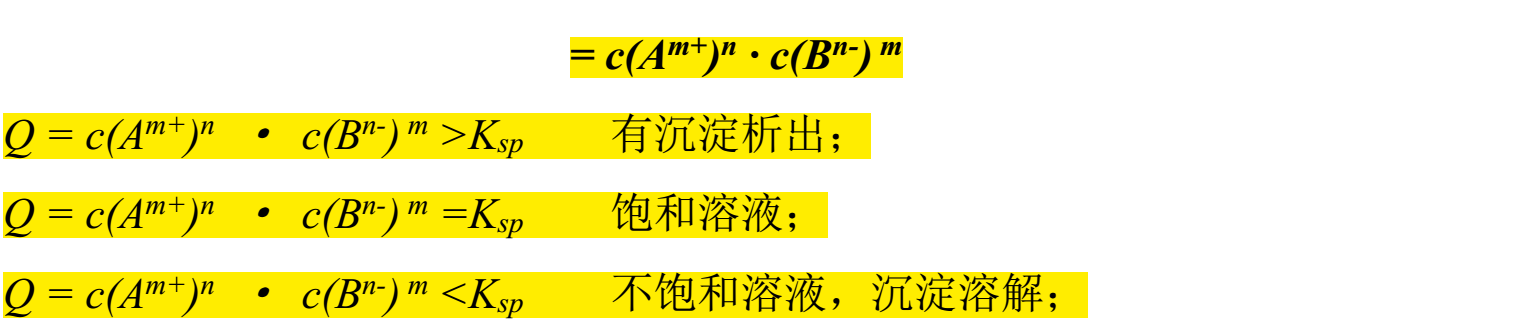 = c(Aᵐ⁺)ⁿ · c(Bⁿ⁻) ᵐ
Q = c(Aᵐ⁺)ⁿ • c(Bⁿ⁻) ᵐ >Kₛₚ 有沉淀析出；
Q = c(Aᵐ⁺)ⁿ • c(Bⁿ⁻) ᵐ =Kₛₚ 饱和溶液；
Q = c(Aᵐ⁺)ⁿ • c(Bⁿ⁻) ᵐ <Kₛₚ 不饱和溶液，沉淀溶解；